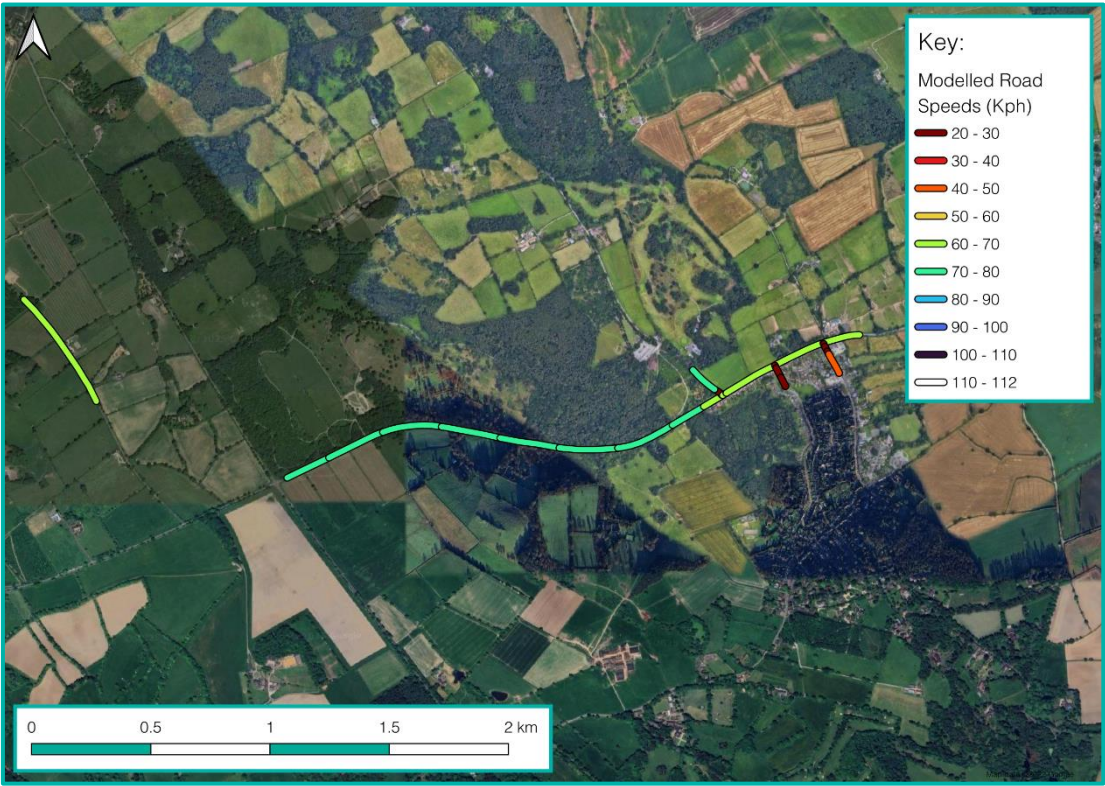 Key:
Modelled Road
Speeds (Kph)
20 - 30
30 - 40
40 - 50
50 - 60
60 - 70
70 - 80
80 - 90
90 - 100
100 - 110
110 - 112
0 0.5 1 1.5 2 km